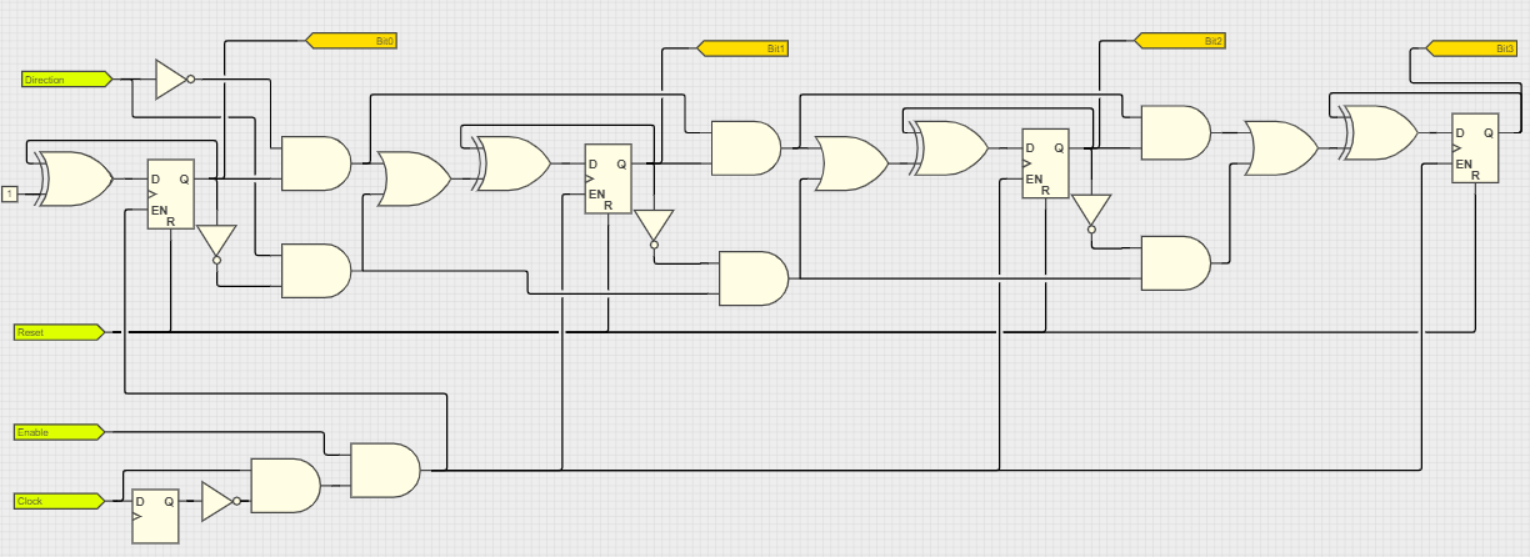 Bit0
Bit1
Bit2
Bit3
Direction
D Q
EN
R
D Q
EN
R
D Q
EN
R
D Q
EN
R
1
Reset
Enable
Clock
D Q